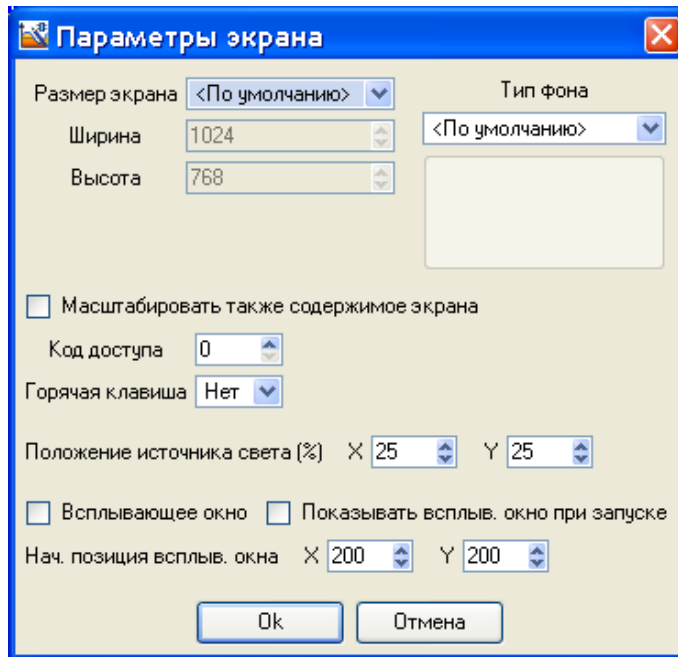 Параметры экрана
Размер экрана <По умолчанию> Тип фона
Ширина 1024 <По умолчанию>
Высота 768
Масштабировать также содержимое экрана
Код доступа 0
Горячая клавиша Нет
Положение источника света (%) X 25 Y 25
Всплывающее окно Показывать всплыв. окно при запуске
Нач. позиция всплыв. окна X 200 Y 200
Ok Отмена